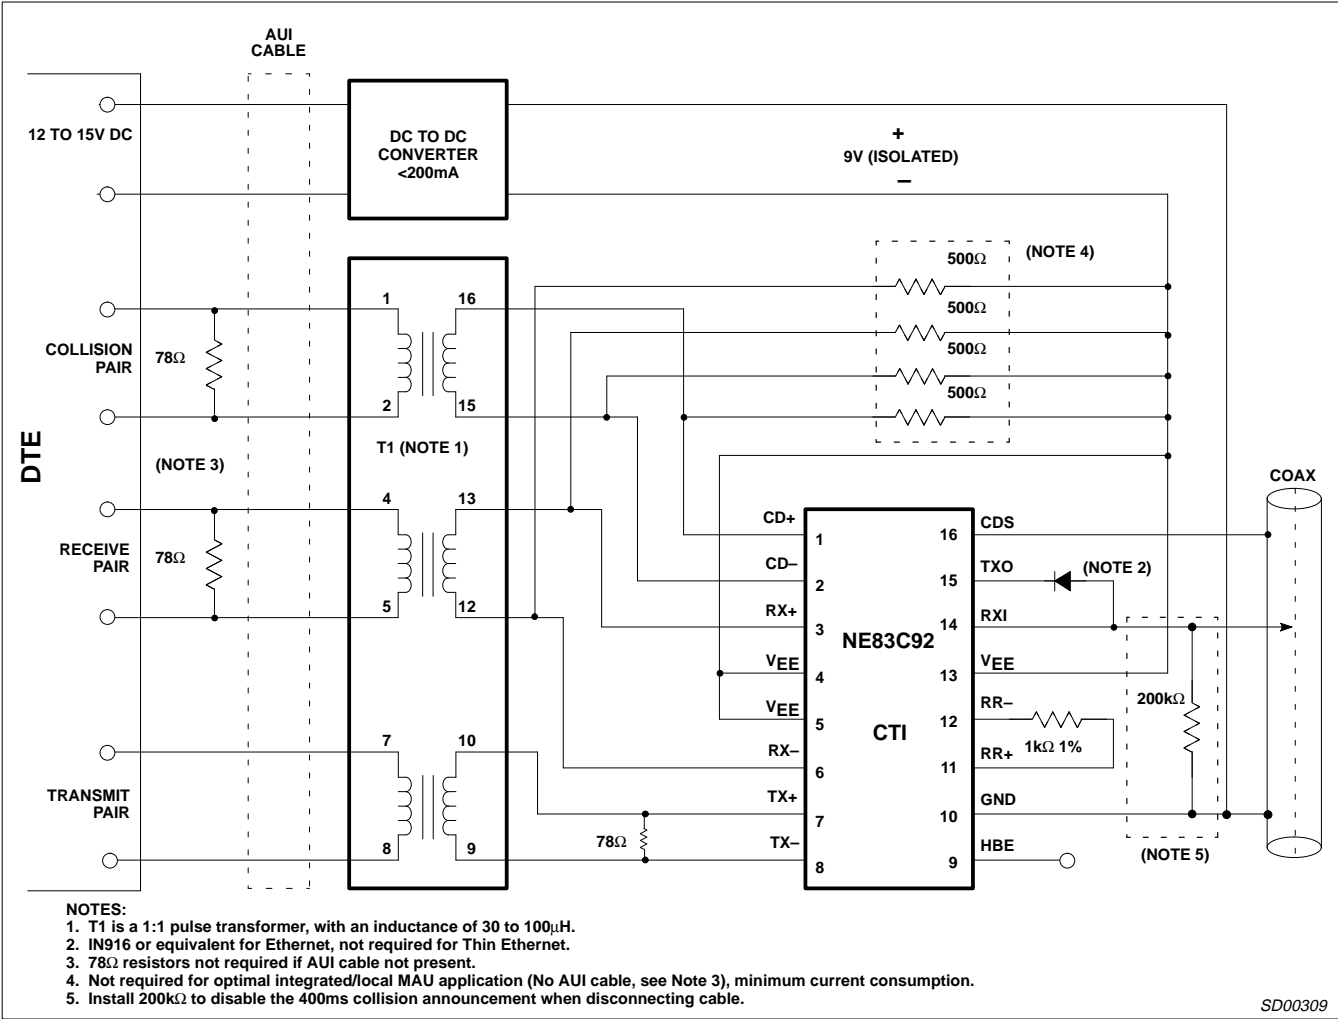 AUI
CABLE
12 TO 15V DC
DC TO DC
CONVERTER
<200mA
+
9V (ISOLATED)
–
500Ω
(NOTE 4)
500Ω
500Ω
500Ω
1
16
COLLISION
PAIR
78Ω
2
15
T1 (NOTE 1)
DTE
(NOTE 3)
4
13
RECEIVE
PAIR
78Ω
5
12
7
10
TRANSMIT
PAIR
8
9
78Ω
CD+
1
CD–
2
RX+
3
VEE
4
VEE
5
RX–
6
TX+
7
TX–
8
NE83C92
CTI
16
CDS
15
TXO
(NOTE 2)
14
RXI
13
VEE
12
RR–
1kΩ 1%
11
RR+
10
GND
9
HBE
200kΩ
(NOTE 5)
COAX
NOTES:
1. T1 is a 1:1 pulse transformer, with an inductance of 30 to 100µH.
2. IN916 or equivalent for Ethernet, not required for Thin Ethernet.
3. 78Ω resistors not required if AUI cable not present.
4. Not required for optimal integrated/local MAU application (No AUI cable, see Note 3), minimum current consumption.
5. Install 200kΩ to disable the 400ms collision announcement when disconnecting cable.
SD00309